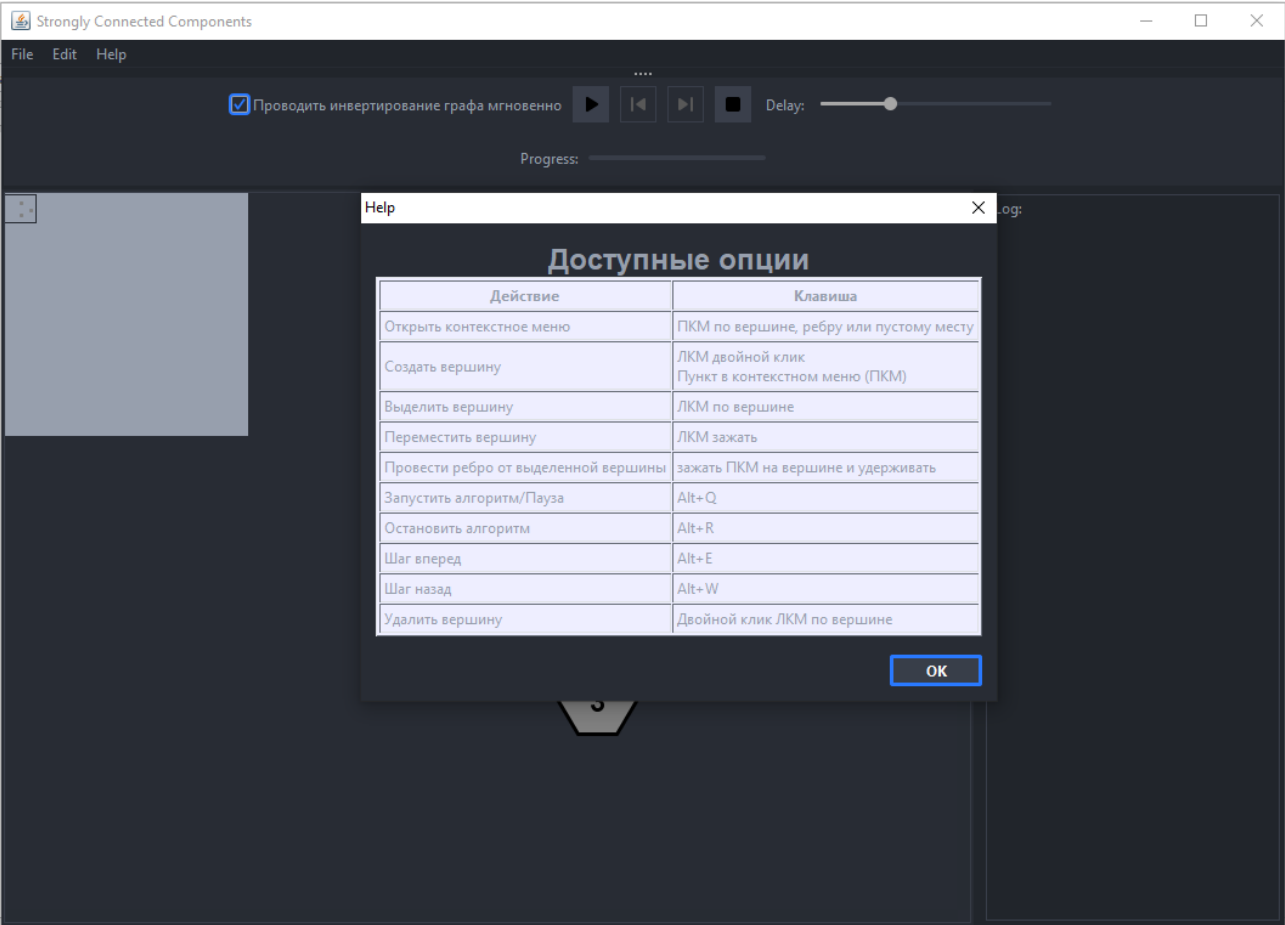 Strongly Connected Components
File Edit Help
Проводить инвертирование графа мгновенно Delay:
Progress:
Log:
Help
Доступные опции
Действие Клавиша
Открыть контекстное меню ПКМ по вершине, ребру или пустому месту
Создать вершину ЛКМ двойной клик
Пункт в контекстном меню (ПКМ)
Выделить вершину ЛКМ по вершине
Переместить вершину ЛКМ зажать
Провести ребро от выделенной вершины зажать ПКМ на вершине и удерживать
Запустить алгоритм/Пауза Alt+Q
Остановить алгоритм Alt+R
Шаг вперед Alt+E
Шаг назад Alt+W
Удалить вершину Двойной клик ЛКМ по вершине
OK
3